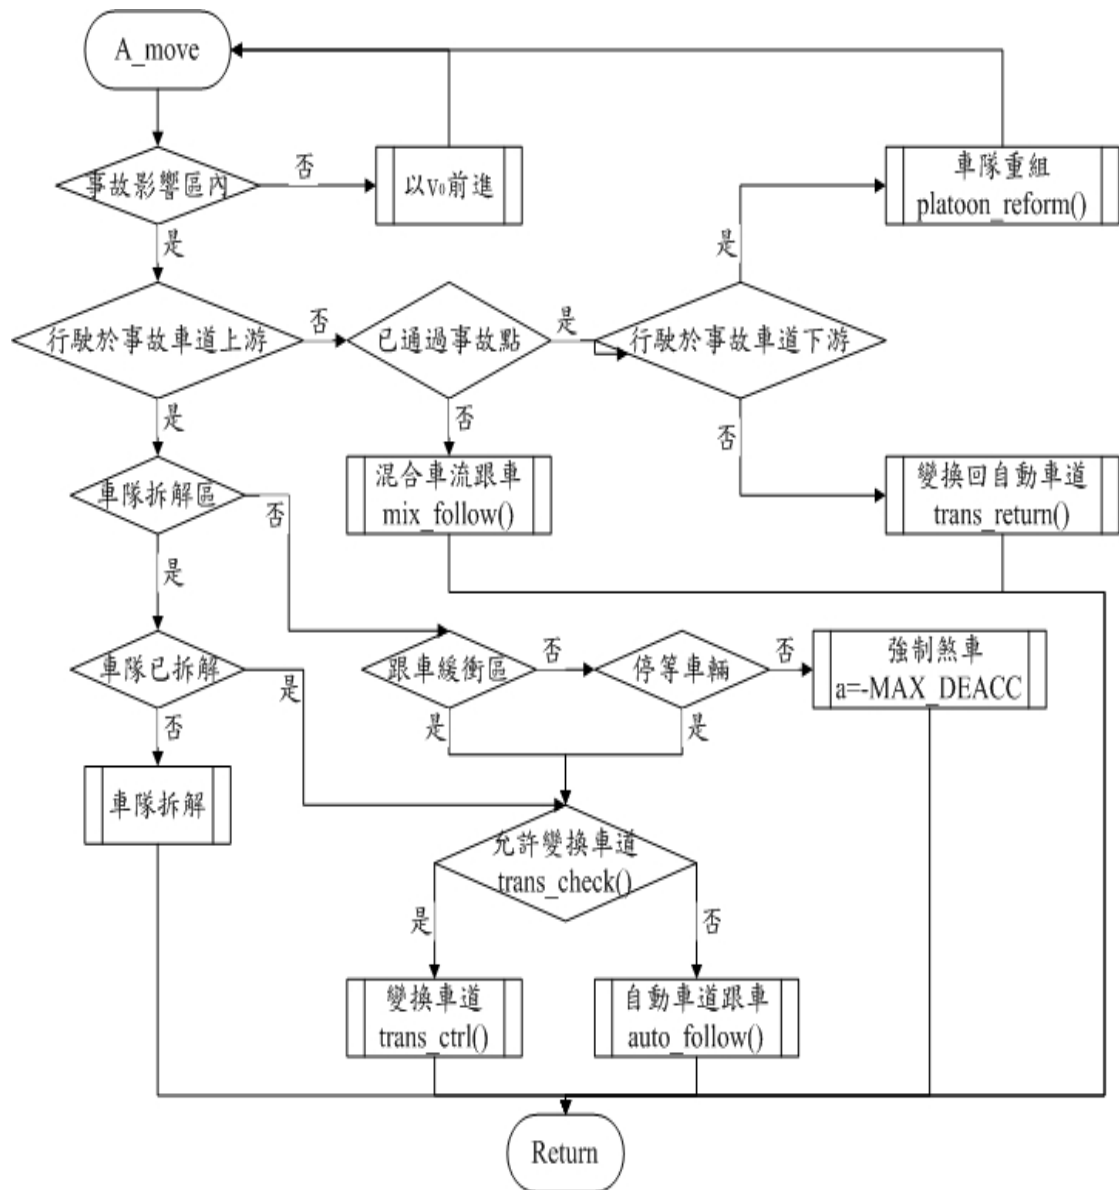 A_move
事故影響區內
否
以v₀前進
車隊重組
platoon_reform()
是
是
行駛於事故車道上游
否
已通過事故點
是
行駛於事故車道下游
是
否
否
車隊拆解區
否
混合車流跟車
mix_follow()
變換回自動車道
trans_return()
是
車隊已拆解
是
跟車緩衝區
否
停等車輛
否
強制煞車
a=-MAX_DEACC
否
是
是
車隊拆解
允許變換車道
trans_check()
是
否
變換車道
trans_ctrl()
自動車道跟車
auto_follow()
Return